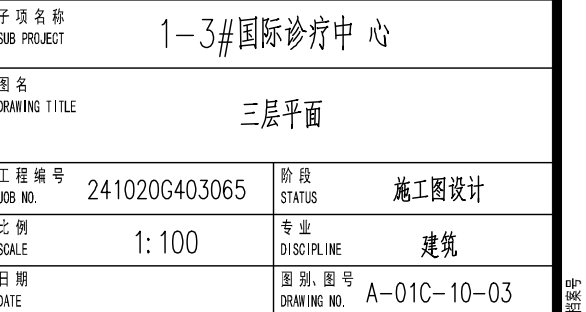 子项名称
SUB PROJECT
1-3#国际诊疗中 心
图名
DRAWING TITLE
三层平面
工程编号
JOB NO.
241020G403065
阶段
STATUS
施工图设计
比例
SCALE
1:100
专业
DISCIPLINE
建筑
日期
DATE
图别、图号
DRAWING NO.
A-01C-10-03
档案号